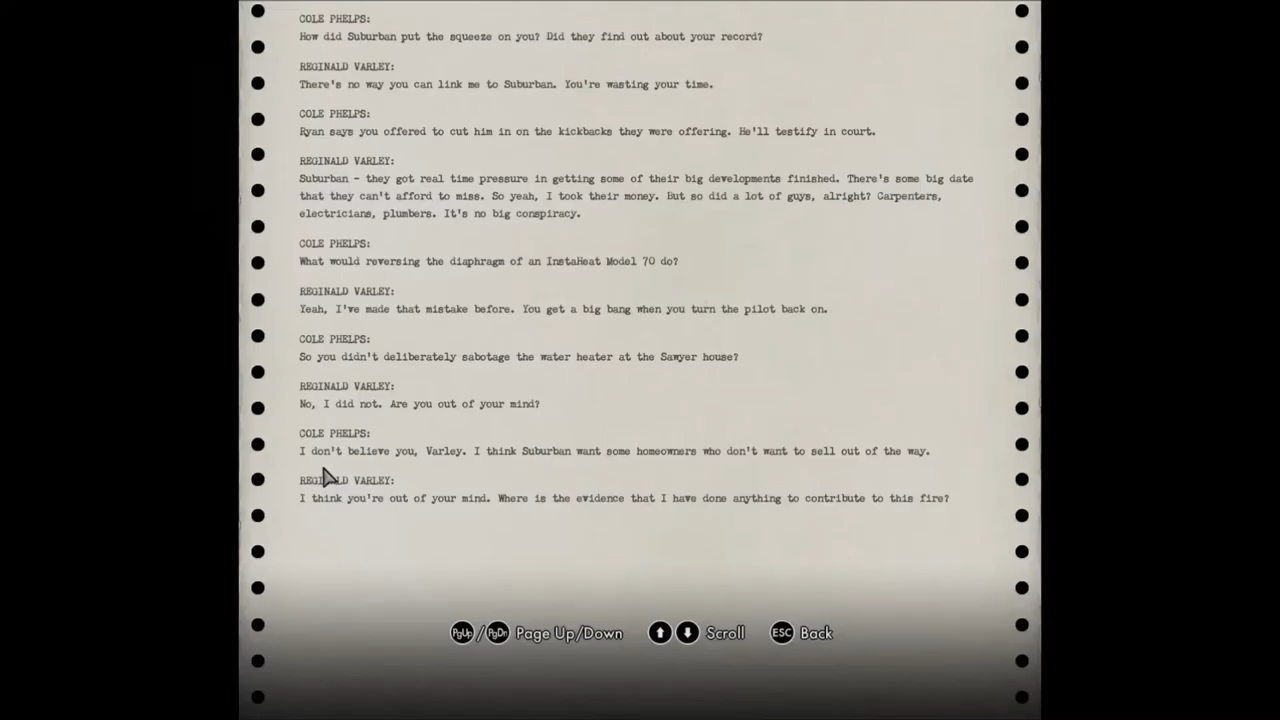 COLE PHELPS:
How did Suburban put the squeeze on you? Did they find out about your record?
REGINALD VARLEY:
There's no way you can link me to Suburban. You're wasting your time.
COLE PHELPS:
Ryan says you offered to cut him in on the kickbacks they were offering. He'll testify in court.
REGINALD VARLEY:
Suburban - they got real time pressure in getting some of their big developments finished. There's some big date
that they can't afford to miss. So yeah, I took their money. But so did a lot of guys, alright? Carpenters,
electricians, plumbers. It's no big conspiracy.
COLE PHELPS:
What would reversing the diaphragm of an InstaHeat Model 70 do?
REGINALD VARLEY:
Yeah, I've made that mistake before. You get a big bang when you turn the pilot back on.
COLE PHELPS:
So you didn't deliberately sabotage the water heater at the Sawyer house?
REGINALD VARLEY:
No, I did not. Are you out of your mind?
COLE PHELPS:
I don't believe you, Varley. I think Suburban want some homeowners who don't want to sell out of the way.
REGINALD VARLEY:
I think you're out of your mind. Where is the evidence that I have done anything to contribute to this fire?
PgUp/PgDn Page Up/Down Scroll ESC Back